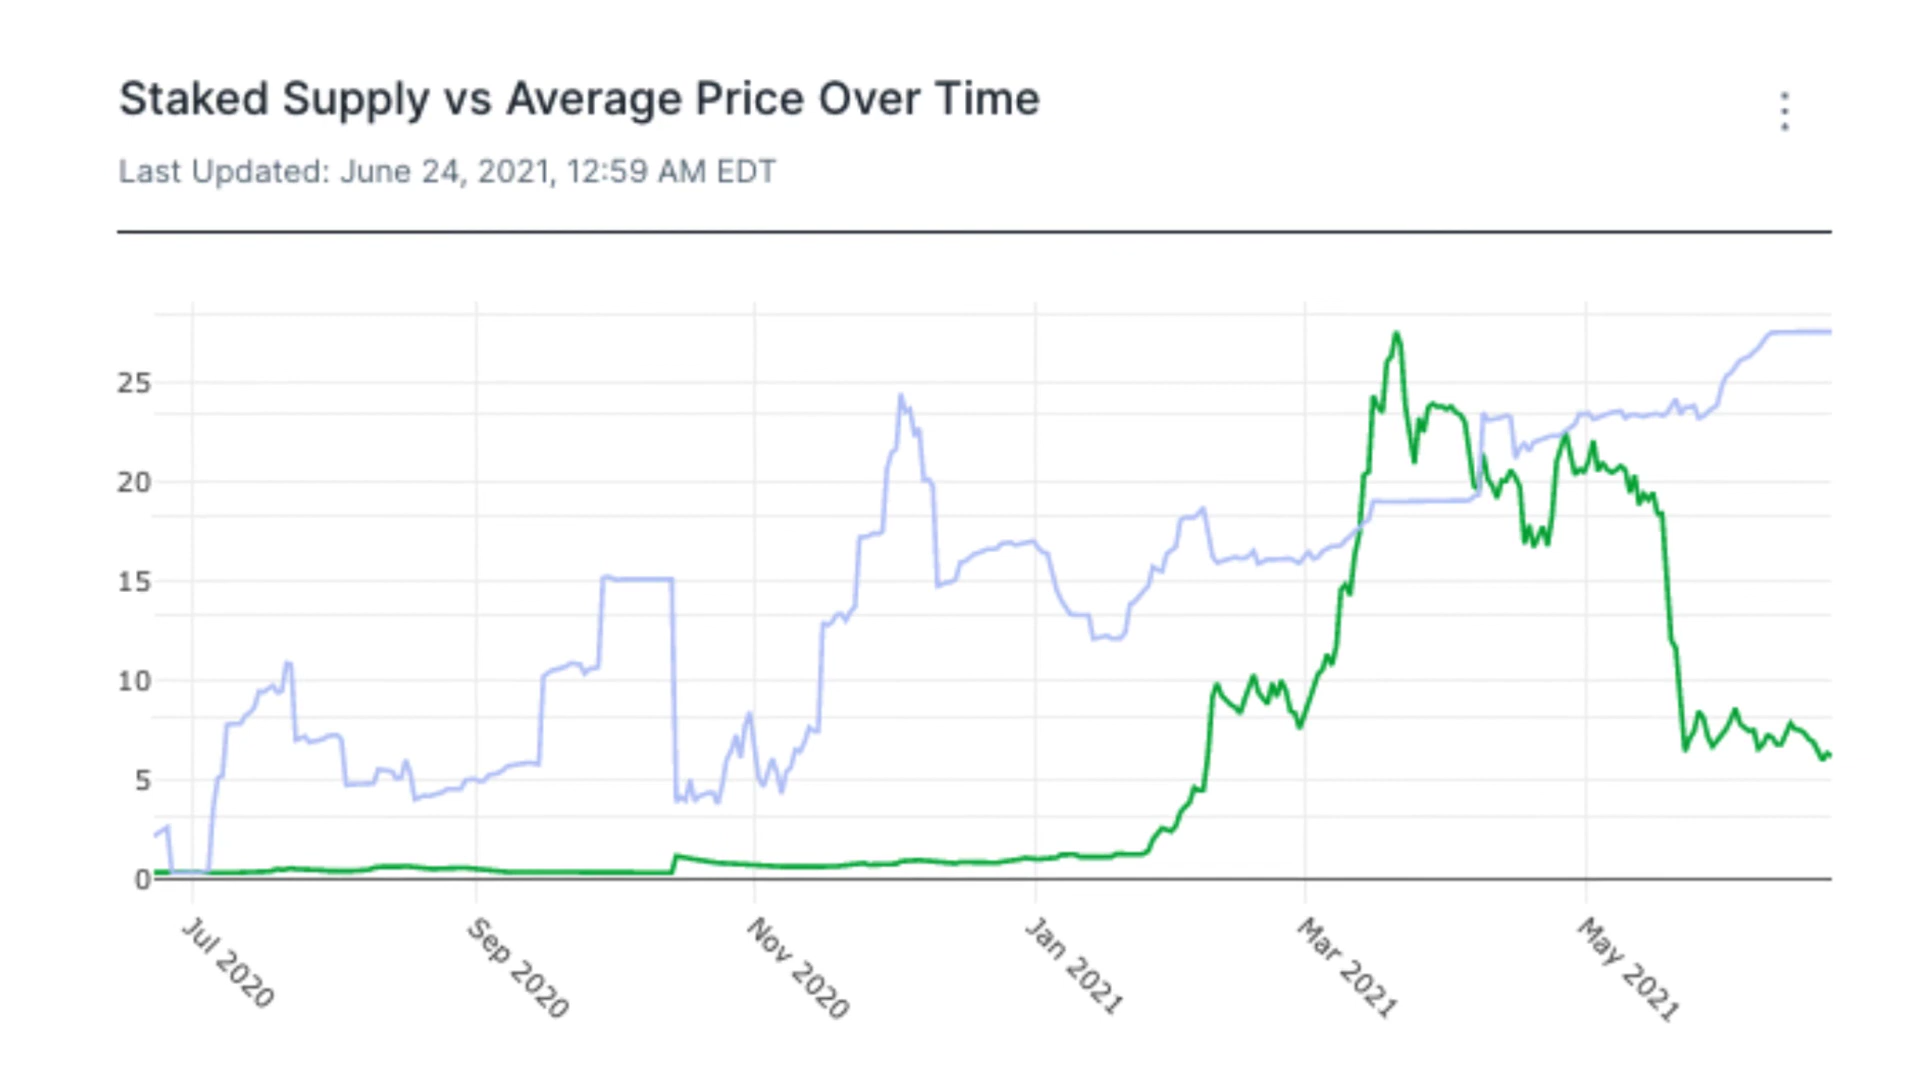 Staked Supply vs Average Price Over Time
Last Updated: June 24, 2021, 12:59 AM EDT
25
20
15
10
5
0
Jul 2020
Sep 2020
Nov 2020
Jan 2021
Mar 2021
May 2021